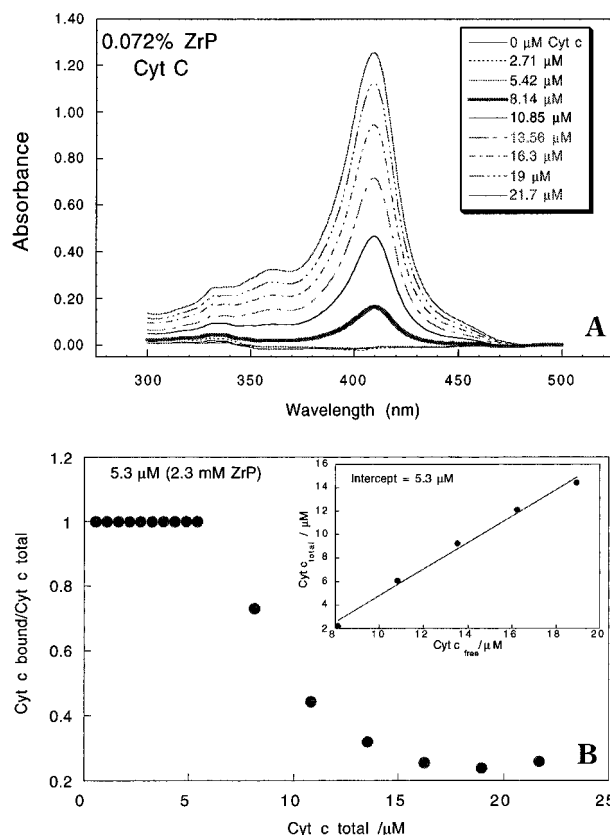 0.072% ZrP
Cyt C
0 µM Cyt c
2.71 µM
5.42 µM
8.14 µM
10.85 µM
13.56 µM
16.3 µM
19 µM
21.7 µM
1.40
1.20
1.00
0.80
0.60
0.40
0.20
0.00
Absorbance
300
350
400
450
500
Wavelength (nm)
A
5.3 µM (2.3 mM ZrP)
1.2
1
0.8
0.6
0.4
0.2
Cyt c bound/Cyt c total
0
5
10
15
20
25
Cyt c total /µM
B
Intercept = 5.3 µM
16
14
12
10
8
6
4
2
Cyt c total / µM
8
10
12
14
16
18
20
Cyt c free/µM